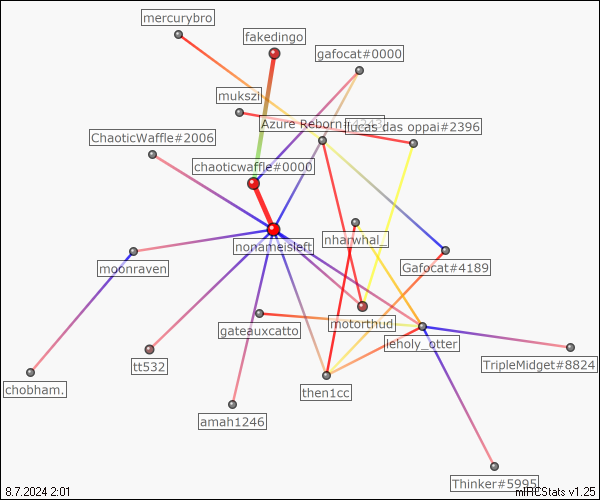 mercurybro
fakedingo
gafocat#0000
mukszi
Azure Reborn
lucas das oppai#2396
ChaoticWaffle#2006
chaoticwaffle#0000
nonameisleft
nharwhal_
moonraven
Gafocat#4189
gateauxcatto
motorthud
leholy_otter
tt532
TripleMidget#8824
chobham.
then1cc
amah1246
Thinker#5995
8.7.2024 2:01
mIRCStats v1.25